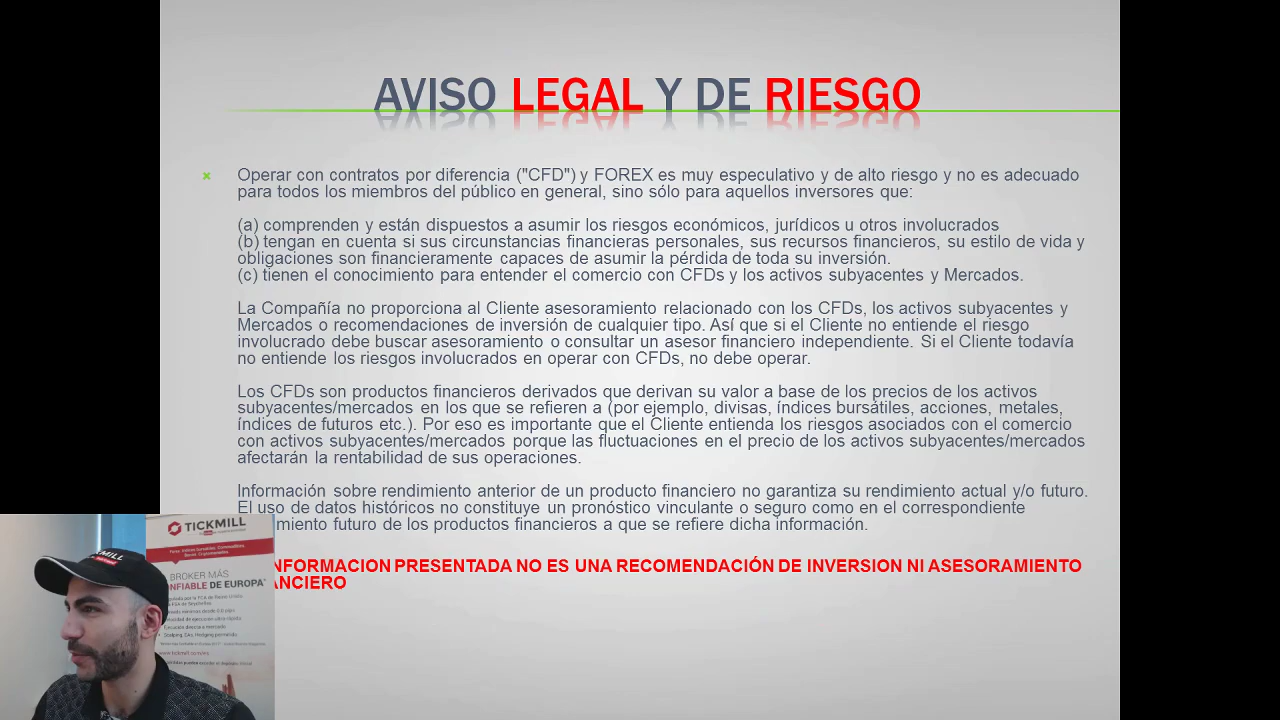 AVISO LEGAL Y DE RIESGO
Operar con contratos por diferencia ("CFD") y FOREX es muy especulativo y de alto riesgo y no es adecuado
para todos los miembros del público en general, sino sólo para aquellos inversores que:
(a) comprenden y están dispuestos a asumir los riesgos económicos, jurídicos u otros involucrados
(b) tengan en cuenta si sus circunstancias financieras personales, sus recursos financieros, su estilo de vida y
obligaciones son financieramente capaces de asumir la pérdida de toda su inversión.
(c) tienen el conocimiento para entender el comercio con CFDs y los activos subyacentes y Mercados.
La Compañía no proporciona al Cliente asesoramiento relacionado con los CFDs, los activos subyacentes y
Mercados o recomendaciones de inversión de cualquier tipo. Así que si el Cliente no entiende el riesgo
involucrado debe buscar asesoramiento o consultar un asesor financiero independiente. Si el Cliente todavía
no entiende los riesgos involucrados en operar con CFDs, no debe operar.
Los CFDs son productos financieros derivados que derivan su valor a base de los precios de los activos
subyacentes/mercados en los que se refieren a (por ejemplo, divisas, índices bursátiles, acciones, metales,
índices de futuros etc.). Por eso es importante que el Cliente entienda los riesgos asociados con el comercio
con activos subyacentes/mercados porque las fluctuaciones en el precio de los activos subyacentes/mercados
afectarán la rentabilidad de sus operaciones.
Información sobre rendimiento anterior de un producto financiero no garantiza su rendimiento actual y/o futuro.
El uso de datos históricos no constituye un pronóstico vinculante o seguro como en el correspondiente
miento futuro de los productos financieros a que se refiere dicha información.
NFORMACION PRESENTADA NO ES UNA RECOMENDACIÓN DE INVERSION NI ASESORAMIENTO
ANCIERO
TICKMILL
BROKER MÁS
ONFIABLE DE EUROPA
TICKMILL